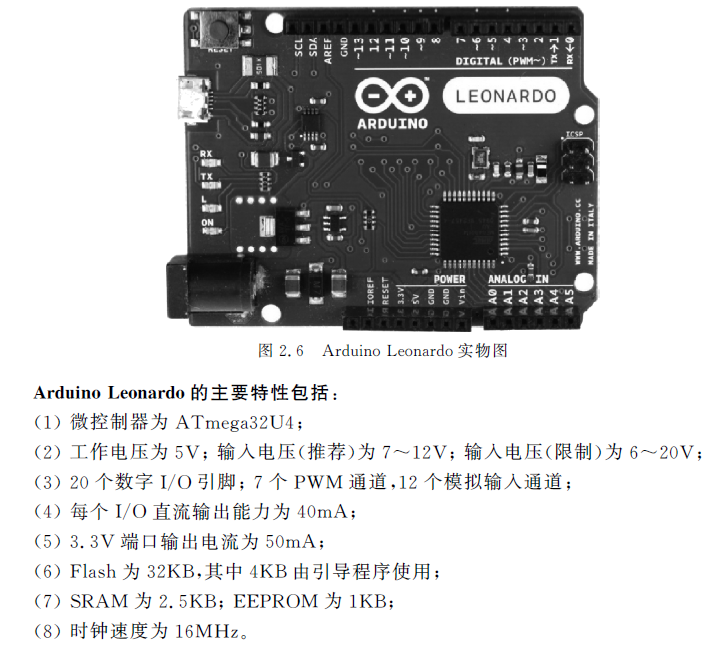 RESET
SCL
SDA
AREF
GND
~13
12
~11
~10
~9
8
7
~6
~5
4
~3
2
TX→1
RX←0
DIGITAL (PWM~)
ARDUINO
TM
LEONARDO
ICSP
RX
TX
L
ON
WWW.ARDUINO.CC
MADE IN ITALY
POWER
ANALOG IN
IOREF
RESET
3.3V
5V
GND
GND
Vin
A0
A1
A2
A3
A4
A5
图 2.6 Arduino Leonardo 实物图
Arduino Leonardo 的主要特性包括：
(1) 微控制器为 ATmega32U4；
(2) 工作电压为 5V；输入电压(推荐)为 7～12V；输入电压(限制)为 6～20V；
(3) 20 个数字 I/O 引脚；7 个 PWM 通道,12 个模拟输入通道；
(4) 每个 I/O 直流输出能力为 40mA；
(5) 3.3V 端口输出电流为 50mA；
(6) Flash 为 32KB,其中 4KB 由引导程序使用；
(7) SRAM 为 2.5KB；EEPROM 为 1KB；
(8) 时钟速度为 16MHz。